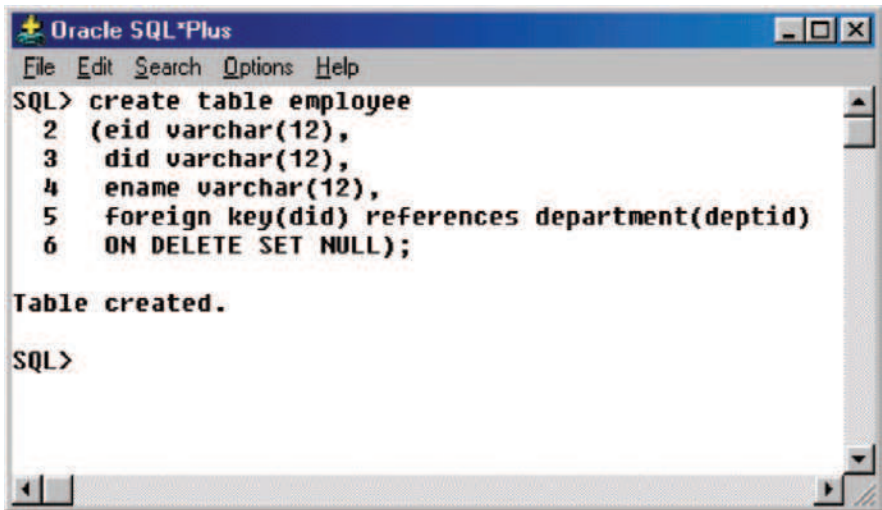 Oracle SQL*Plus
File Edit Search Options Help
SQL> create table employee
2 (eid varchar(12),
3 did varchar(12),
4 ename varchar(12),
5 foreign key(did) references department(deptid)
6 ON DELETE SET NULL);
Table created.
SQL>